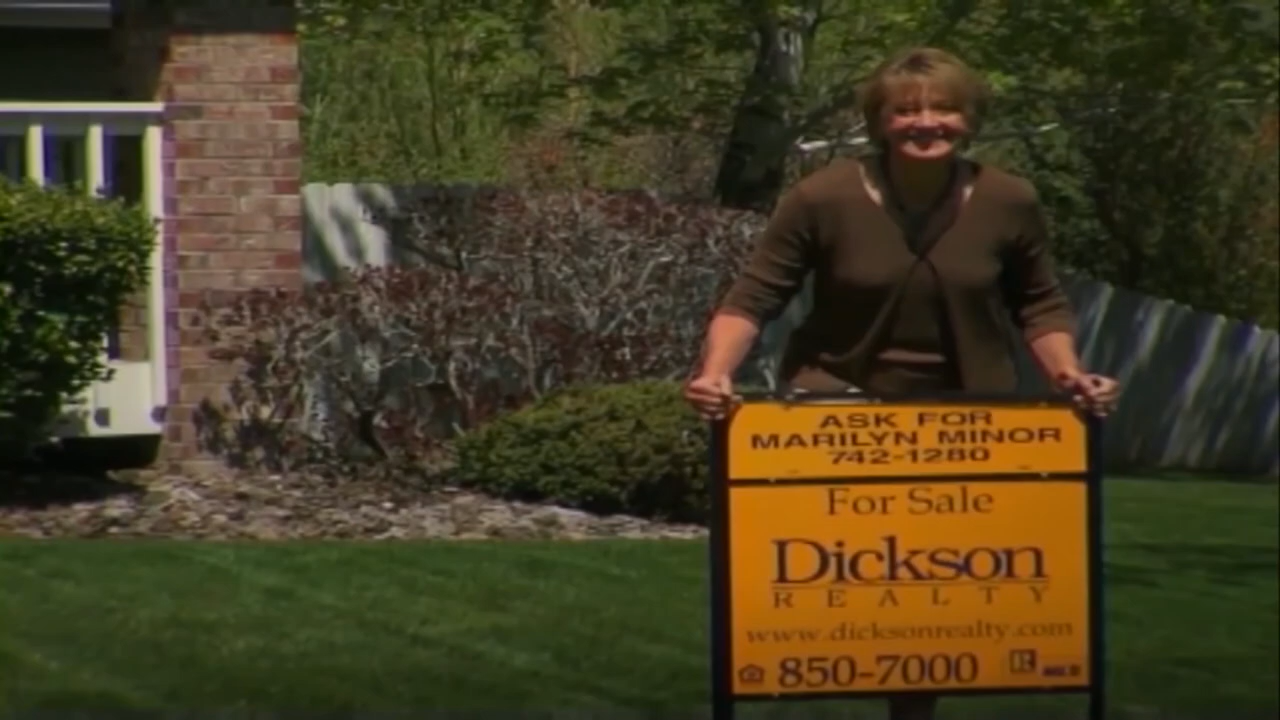 ASK FOR
MARILYN MINOR
742-1280
For Sale
Dickson
REALTY
www.dicksonrealty.com
850-7000